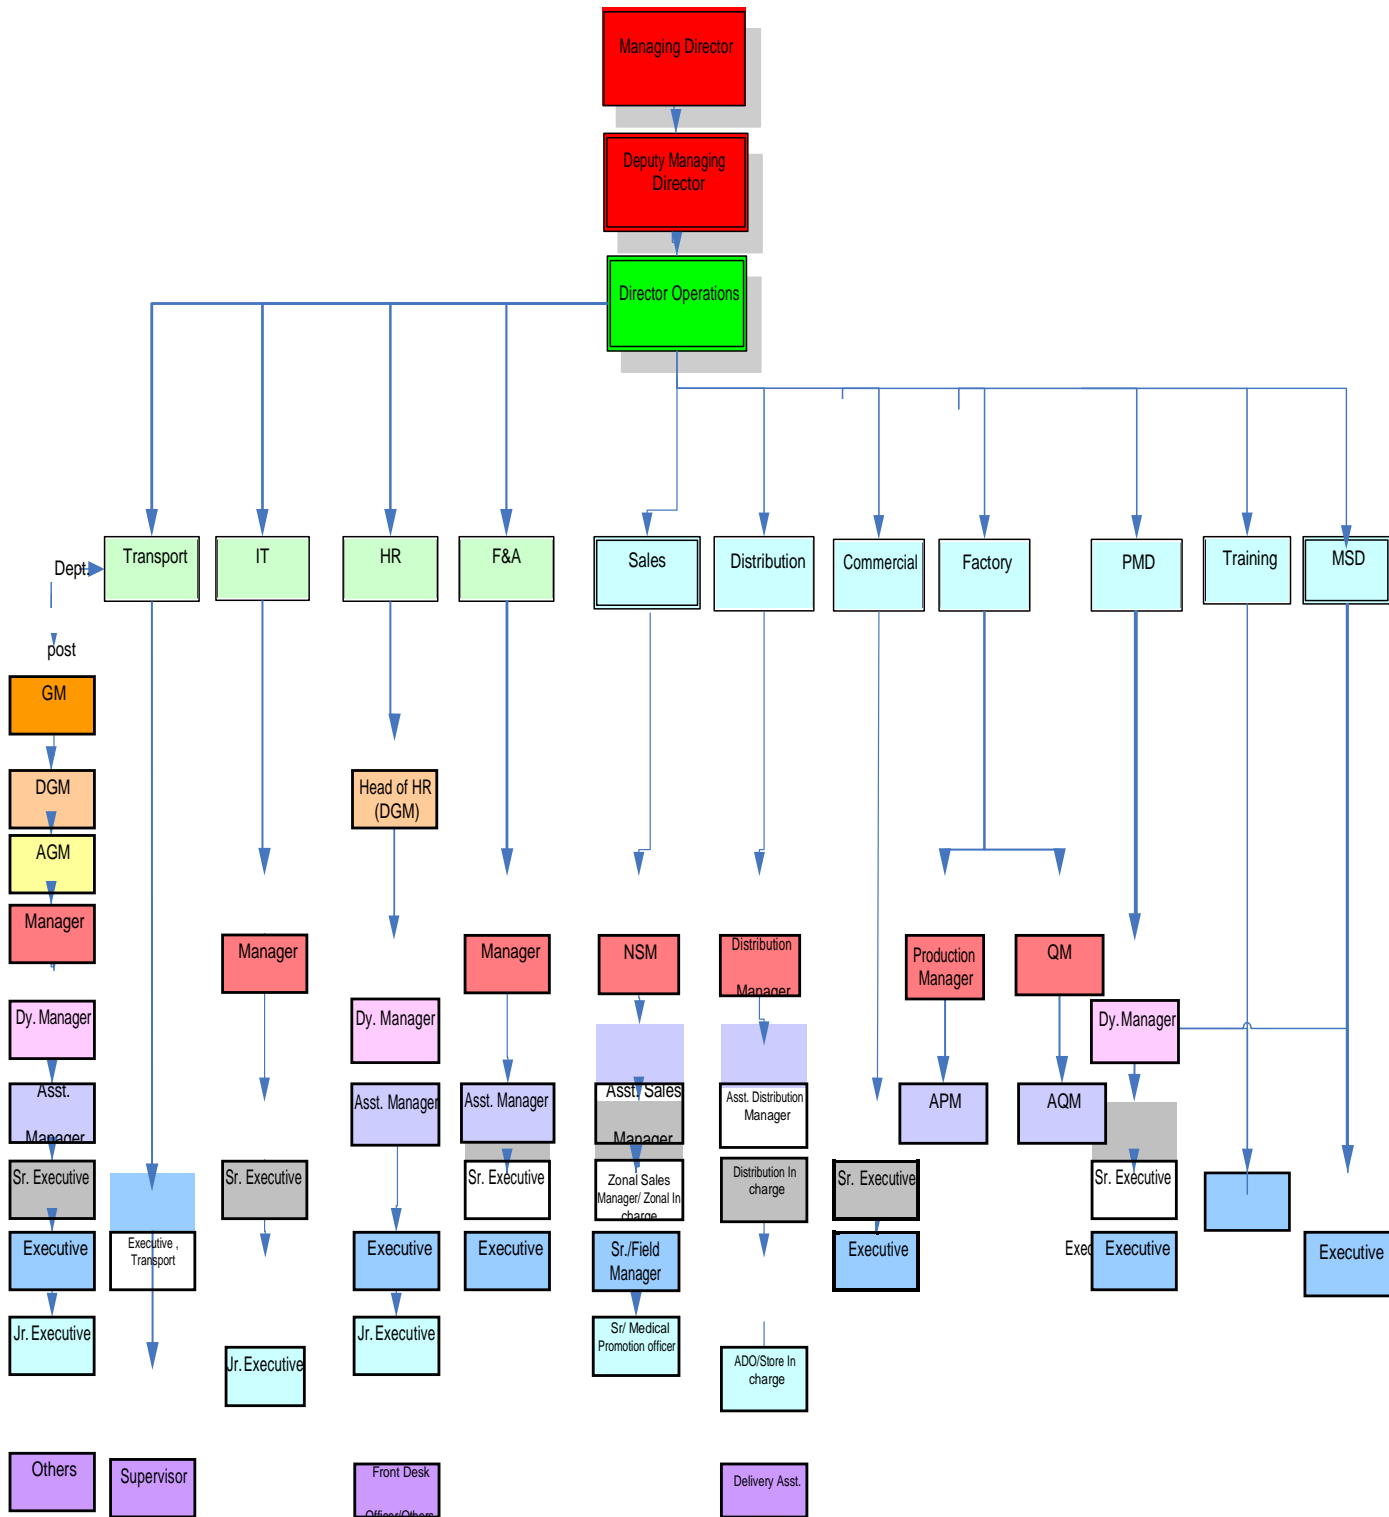 Managing Director
Deputy Managing
Director
Director Operations
Dept.
Transport
IT
HR
F&A
Sales
Distribution
Commercial
Factory
PMD
Training
MSD
post
GM
DGM
Head of HR
(DGM)
AGM
Manager
Manager
Manager
NSM
Distribution
Manager
Production
Manager
QM
Dy. Manager
Dy. Manager
Dy. Manager
Asst.
Manager
Asst. Manager
Asst. Manager
Asst. Sales
Manager
Asst. Distribution
Manager
APM
AQM
Sr. Executive
Sr. Executive
Sr. Executive
Zonal Sales
Manager/ Zonal In
charge
Distribution In
charge
Sr. Executive
Sr. Executive
Executive
Executive ,
Transport
Executive
Executive
Sr./Field
Manager
Executive
Exec
Executive
Executive
Jr. Executive
Jr. Executive
Jr. Executive
Sr/ Medical
Promotion officer
ADO/Store In
charge
Others
Supervisor
Front Desk
Officer/Others
Delivery Asst.